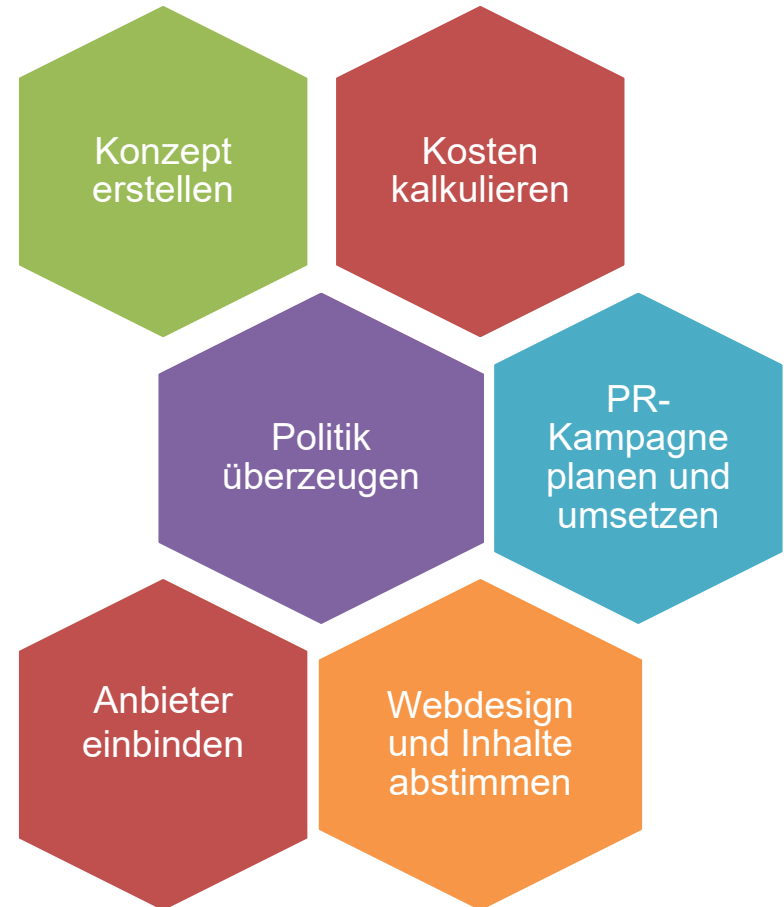 Konzept
erstellen
Kosten
kalkulieren
Politik
überzeugen
PR-
Kampagne
planen und
umsetzen
Anbieter
einbinden
Webdesign
und Inhalte
abstimmen